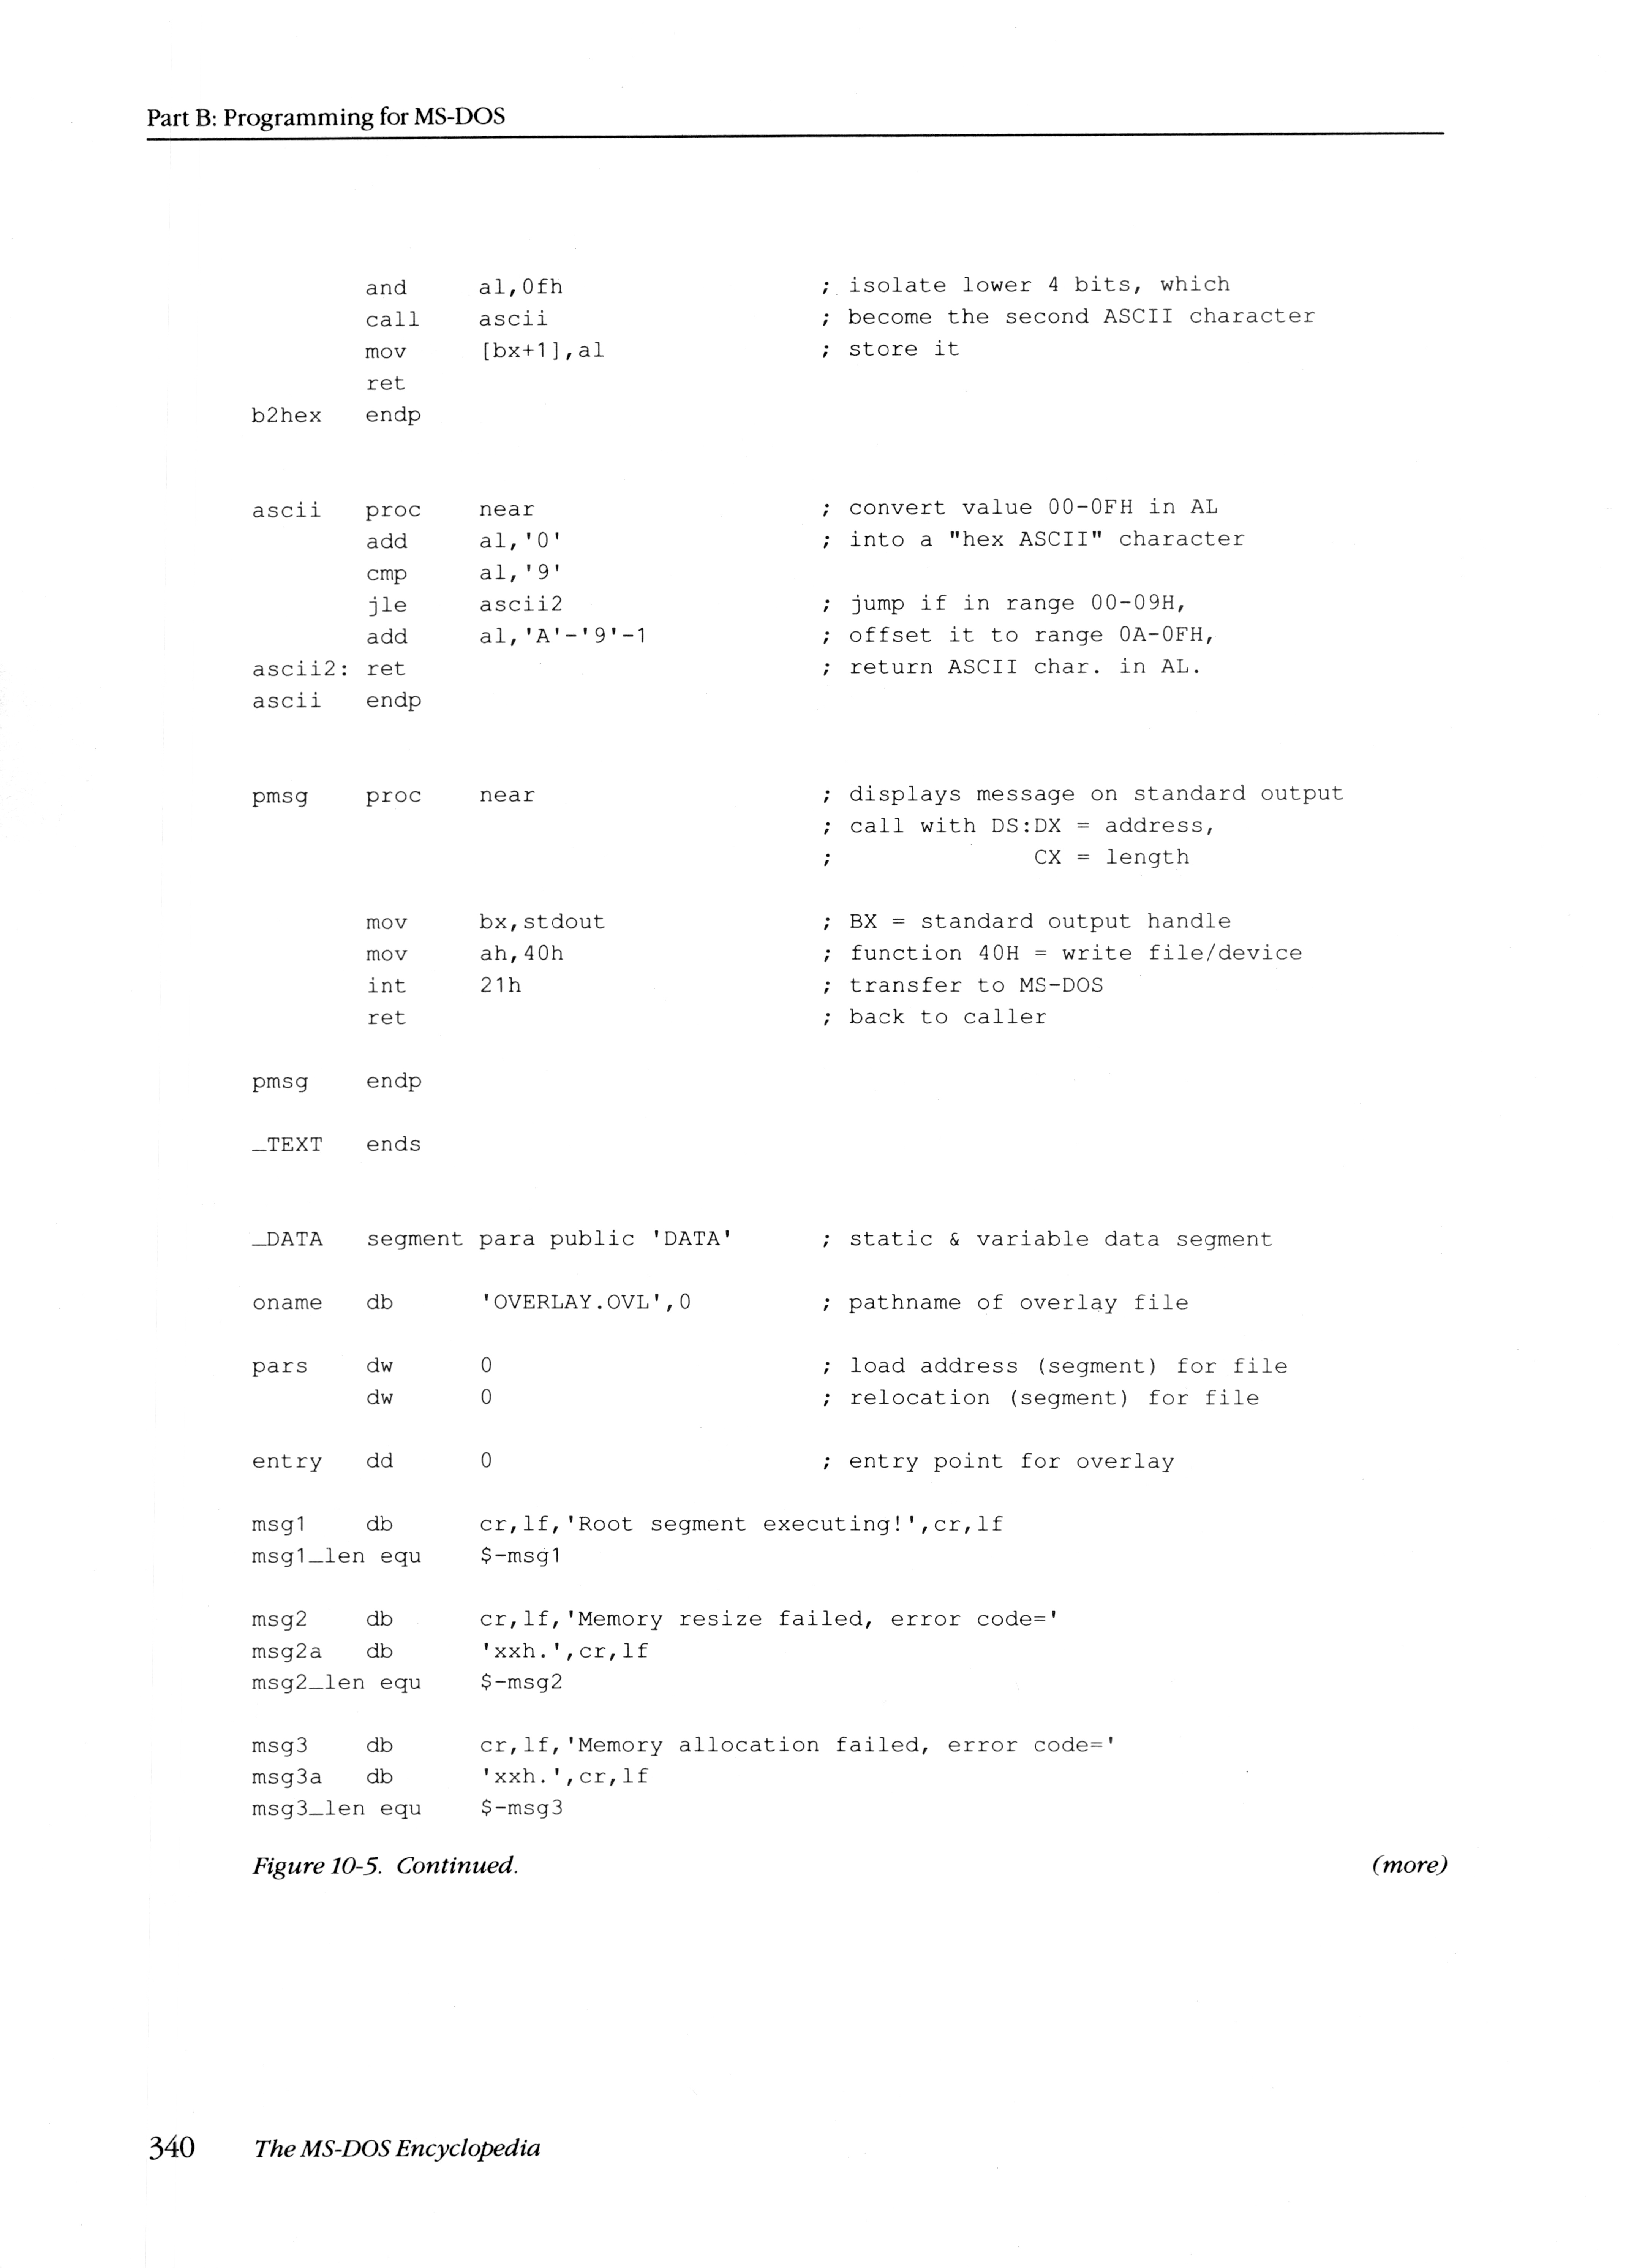 Part B: Programming for MS-DOS
and al,0fh ; isolate lower 4 bits, which
call ascii ; become the second ASCII character
mov [bx+1],al ; store it
ret
b2hex endp
ascii proc near ; convert value 00-0FH in AL
add al,'0' ; into a "hex ASCII" character
cmp al,'9'
jle ascii2 ; jump if in range 00-09H,
add al,'A'-'9'-1 ; offset it to range 0A-0FH,
ascii2: ret ; return ASCII char. in AL.
ascii endp
pmsg proc near ; displays message on standard output
; call with DS:DX = address,
; CX = length
mov bx,stdout ; BX = standard output handle
mov ah,40h ; function 40H = write file/device
int 21h ; transfer to MS-DOS
ret ; back to caller
pmsg endp
_TEXT ends
_DATA segment para public 'DATA' ; static & variable data segment
oname db 'OVERLAY.OVL',0 ; pathname of overlay file
pars dw 0 ; load address (segment) for file
dw 0 ; relocation (segment) for file
entry dd 0 ; entry point for overlay
msg1 db cr,lf,'Root segment executing!',cr,lf
msg1_len equ $-msg1
msg2 db cr,lf,'Memory resize failed, error code='
msg2a db 'xxh.',cr,lf
msg2_len equ $-msg2
msg3 db cr,lf,'Memory allocation failed, error code='
msg3a db 'xxh.',cr,lf
msg3_len equ $-msg3
Figure 10-5. Continued. (more)
340 The MS-DOS Encyclopedia